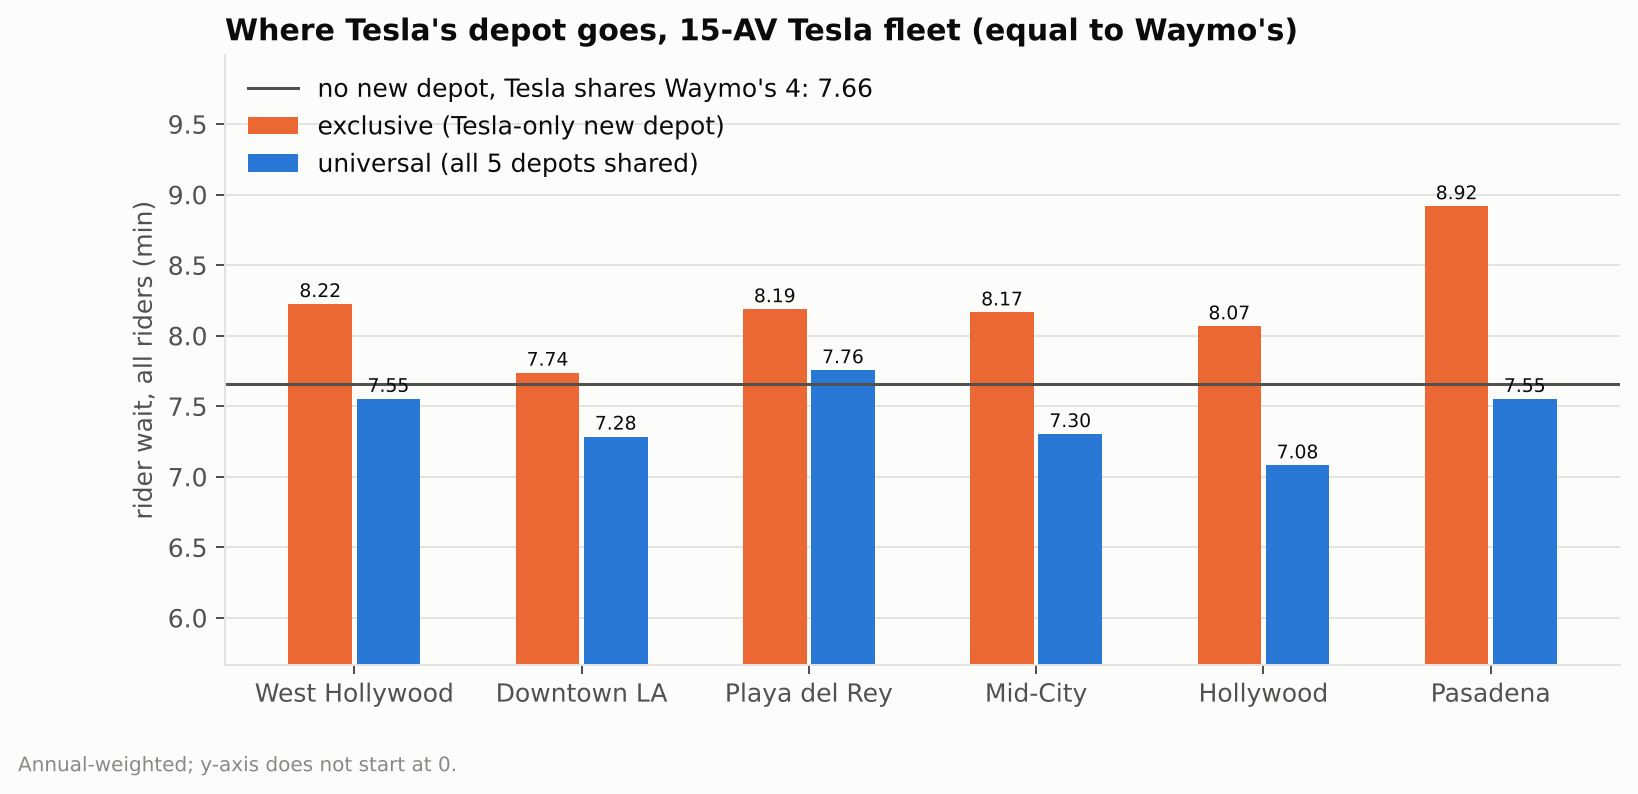 Where Tesla's depot goes, 15-AV Tesla fleet (equal to Waymo's)
no new depot, Tesla shares Waymo's 4: 7.66
exclusive (Tesla-only new depot)
universal (all 5 depots shared)
rider wait, all riders (min)
9.5
9.0
8.5
8.0
7.5
7.0
6.5
6.0
8.22
7.55
7.74
7.28
8.19
7.76
8.17
7.30
8.07
7.08
8.92
7.55
West Hollywood
Downtown LA
Playa del Rey
Mid-City
Hollywood
Pasadena
Annual-weighted; y-axis does not start at 0.